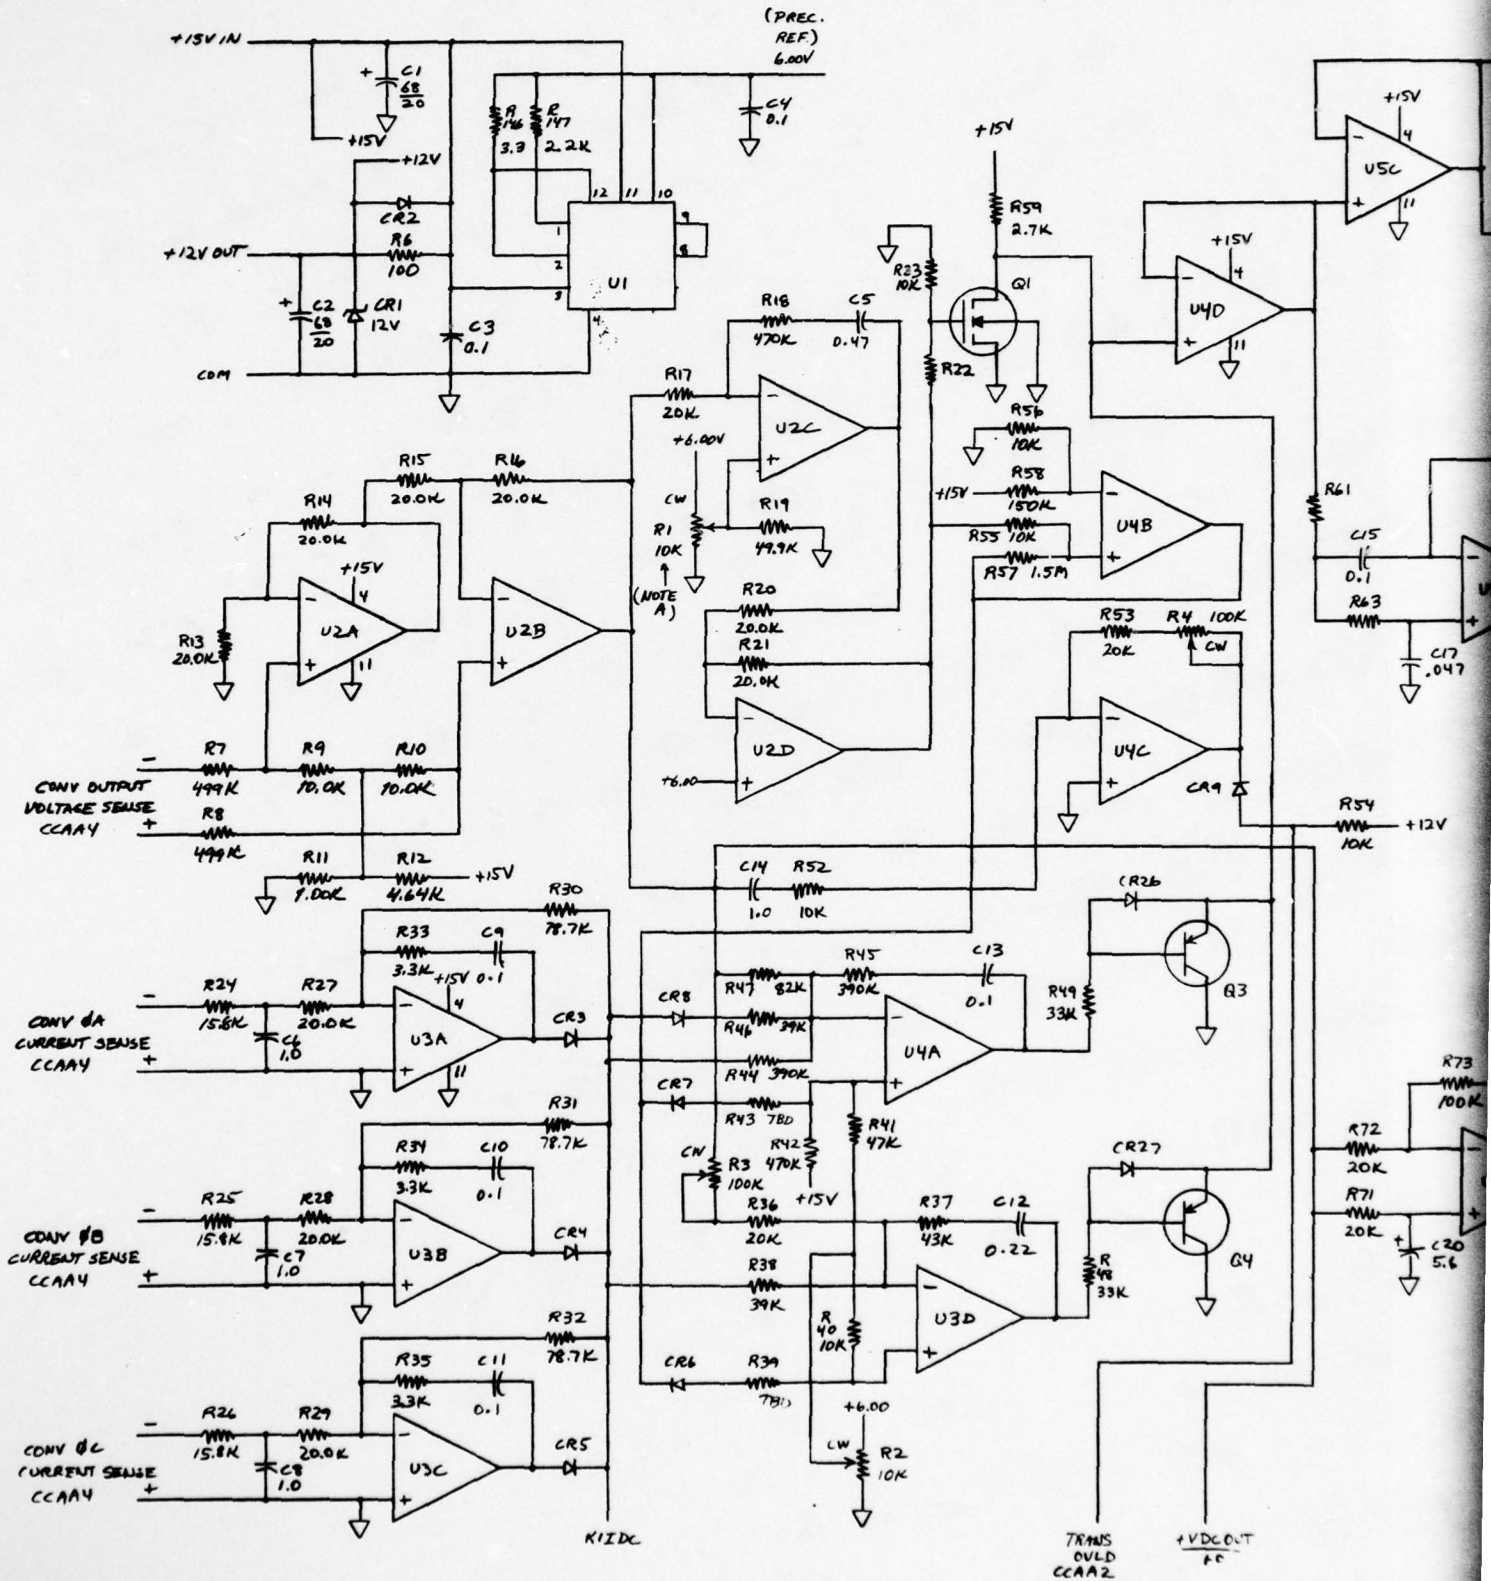 (PREC.
REF.)
6.00V
+15V IN
+ C1
68
20
+15V
+12V
CR2
R6
100
+12V OUT
+ C2
68
20
CR1
12V
C3
0.1
COM
R
146
3.3
R
147
2.2K
C4
0.1
12 11 10
9
8
1
2
3
4
U1
+15V
R59
2.7K
R23
10K
Q1
R22
R18
470K
C5
0.47
R17
20K
- U2C +
+6.00V
CW
R1
10K
(NOTE
A)
R19
49.9K
R56
10K
+15V
R58
150K
R55 10K
R57 1.5M
- U4B +
+15V
4
- U5C +
11
+15V
4
- U4D +
11
R61
C15
0.1
R63
C17
.047
-
+
R15
20.0K
R16
20.0K
R14
20.0K
R13
20.0K
+15V
4
- U2A +
11
- U2B +
R20
20.0K
R21
20.0K
- U2D +
+6.00
R53
20K
R4 100K
CW
- U4C +
CR9
R54
10K
+12V
CONV OUTPUT
VOLTAGE SENSE
CCAA4
-
+
R7
499K
R9
10.0K
R10
10.0K
R8
499K
R11
1.00K
R12
4.64K
+15V
C14
1.0
R52
10K
R30
78.7K
R33
3.3K
C9
0.1
+15V
4
R24
15.8K
R27
20.0K
C6
1.0
- U3A +
11
CR3
CONV ØA
CURRENT SENSE
CCAA4
-
+
CR8
R47 82K
R46 39K
R44 390K
CR7
R43 TBD
R45
390K
C13
0.1
- U4A +
R42
470K
+15V
R41
47K
R49
33K
CR26
Q3
R31
78.7K
R34
3.3K
C10
0.1
R25
15.8K
R28
20.0K
C7
1.0
- U3B +
CR4
CONV ØB
CURRENT SENSE
CCAA4
-
+
CW
R3
100K
R36
20K
R37
43K
C12
0.22
R38
39K
- U3D +
R
40
10K
R
48
33K
CR27
Q4
R73
100K
R72
20K
R71
20K
-
+
+ C20
5.6
R32
78.7K
R35
3.3K
C11
0.1
R26
15.8K
R29
20.0K
C8
1.0
- U3C +
CR5
CONV ØC
CURRENT SENSE
CCAA4
-
+
CR6
R39
TBD
+6.00
CW
R2
10K
K1IDC
TRANS
OVLD
CCAA2
+VDCOUT